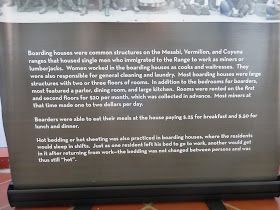 Boarding houses were common structures on the Mesabi, Vermilion, and Cuyuna
ranges that housed single men who immigrated to the Range to work as miners or
lumberjacks. Women worked in the boarding houses as cooks and waitresses. They
were also responsible for general cleaning and laundry. Most boarding houses were large
structures with two or three floors of rooms. In addition to the bedrooms for boarders,
most featured a parlor, dining room, and large kitchen. Rooms were rented on the first
and second floors for $20 per month, which was collected in advance. Most miners at
that time made one to two dollars per day.
Boarders were able to eat their meals at the house paying $.25 for breakfast and $.50 for
lunch and dinner.
Hot bedding or hot sheeting was also practiced in boarding houses, where the residents
would sleep in shifts. Just as one resident left his bed to go to work, another would get
in it after returning from work—the bedding was not changed between persons and was
thus still "hot".